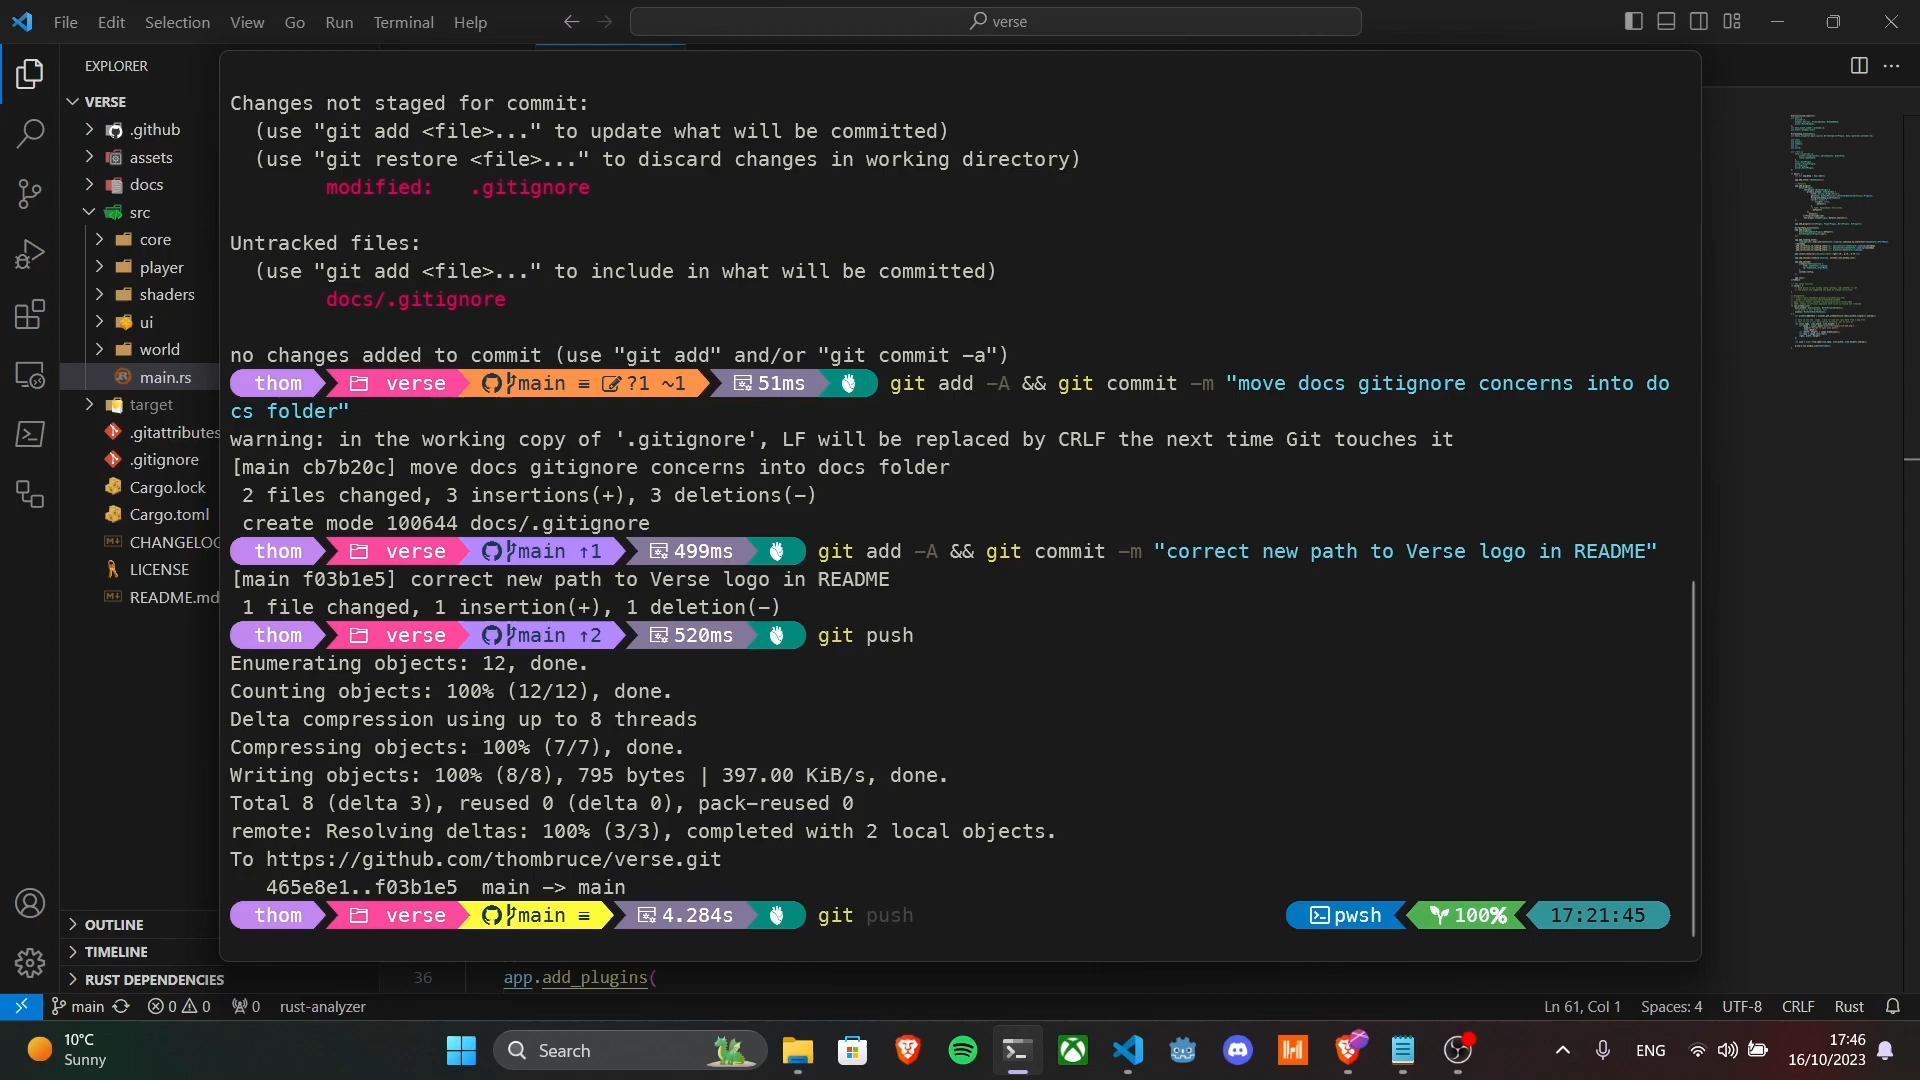 File Edit Selection View Go Run Terminal Help
verse
EXPLORER
VERSE
.github
assets
docs
src
core
player
shaders
ui
world
main.rs
target
.gitattributes
.gitignore
Cargo.lock
Cargo.toml
CHANGELOG
LICENSE
README.md
OUTLINE
TIMELINE
RUST DEPENDENCIES
Changes not staged for commit:
(use "git add <file>..." to update what will be committed)
(use "git restore <file>..." to discard changes in working directory)
modified: .gitignore
Untracked files:
(use "git add <file>..." to include in what will be committed)
docs/.gitignore
no changes added to commit (use "git add" and/or "git commit -a")
thom verse main ≡ ?1 ~1 51ms git add -A && git commit -m "move docs gitignore concerns into do
cs folder"
warning: in the working copy of '.gitignore', LF will be replaced by CRLF the next time Git touches it
[main cb7b20c] move docs gitignore concerns into docs folder
2 files changed, 3 insertions(+), 3 deletions(-)
create mode 100644 docs/.gitignore
thom verse main ↑1 499ms git add -A && git commit -m "correct new path to Verse logo in README"
[main f03b1e5] correct new path to Verse logo in README
1 file changed, 1 insertion(+), 1 deletion(-)
thom verse main ↑2 520ms git push
Enumerating objects: 12, done.
Counting objects: 100% (12/12), done.
Delta compression using up to 8 threads
Compressing objects: 100% (7/7), done.
Writing objects: 100% (8/8), 795 bytes | 397.00 KiB/s, done.
Total 8 (delta 3), reused 0 (delta 0), pack-reused 0
remote: Resolving deltas: 100% (3/3), completed with 2 local objects.
To https://github.com/thombruce/verse.git
465e8e1..f03b1e5 main -> main
thom verse main ≡ 4.284s git push pwsh 100% 17:21:45
36 app.add_plugins(
main 0 0 0 rust-analyzer Ln 61, Col 1 Spaces: 4 UTF-8 CRLF Rust
10°C
Sunny
Search
ENG
17:46
16/10/2023